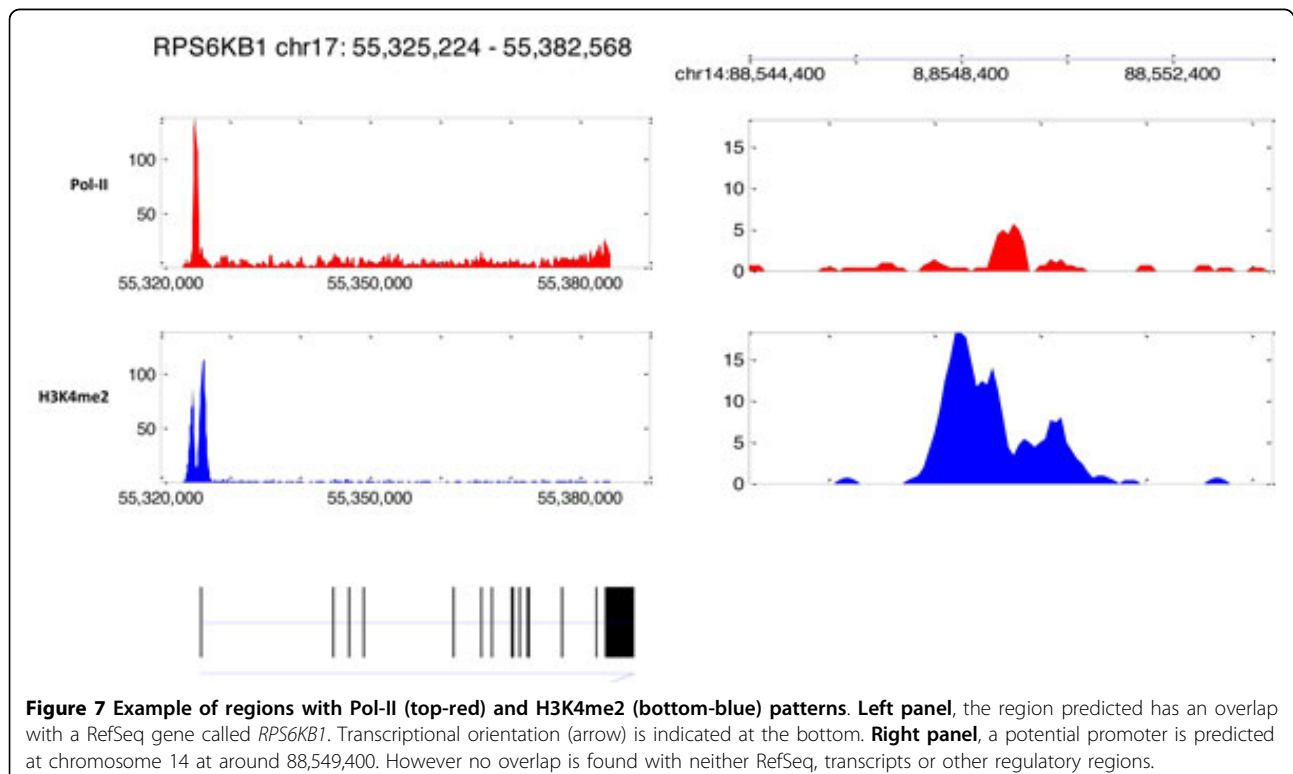 RPS6KB1 chr17: 55,325,224 - 55,382,568
Pol-II
100
50
55,320,000 55,350,000 55,380,000
H3K4me2
100
50
55,320,000 55,350,000 55,380,000
chr14:88,544,400 8,8548,400 88,552,400
15
10
5
0
15
10
5
0
Figure 7 Example of regions with Pol-II (top-red) and H3K4me2 (bottom-blue) patterns. Left panel, the region predicted has an overlap
with a RefSeq gene called RPS6KB1. Transcriptional orientation (arrow) is indicated at the bottom. Right panel, a potential promoter is predicted
at chromosome 14 at around 88,549,400. However no overlap is found with neither RefSeq, transcripts or other regulatory regions.